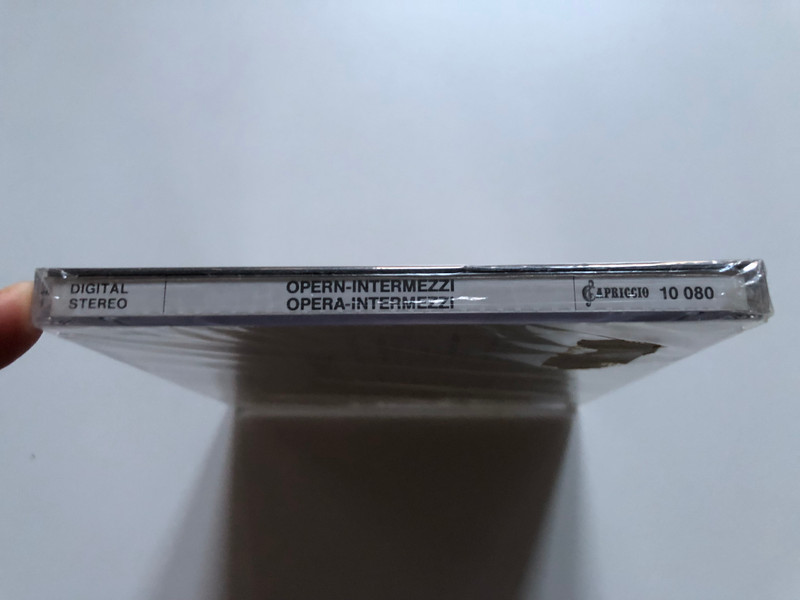 DIGITAL
STEREO
OPERN-INTERMEZZI
OPERA-INTERMEZZI
CAPRICCIO 10 080